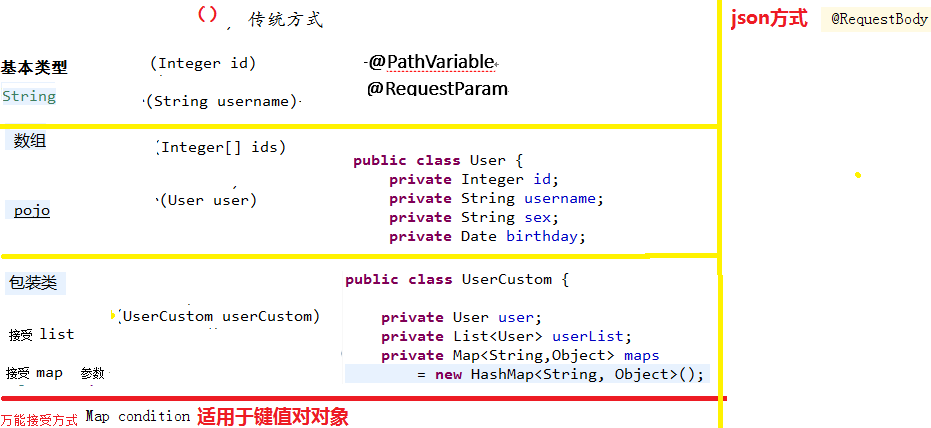 () , 传统方式
json方式 @RequestBody
基本类型 (Integer id) @PathVariable
String (String username) @RequestParam
数组 (Integer[] ids)
pojo (User user)
public class User {
private Integer id;
private String username;
private String sex;
private Date birthday;
包装类
(UserCustom userCustom)
接受 list
接受 map 参数
public class UserCustom {
private User user;
private List<User> userList;
private Map<String,Object> maps
= new HashMap<String, Object>();
万能接受方式 Map condition 适用于键值对对象